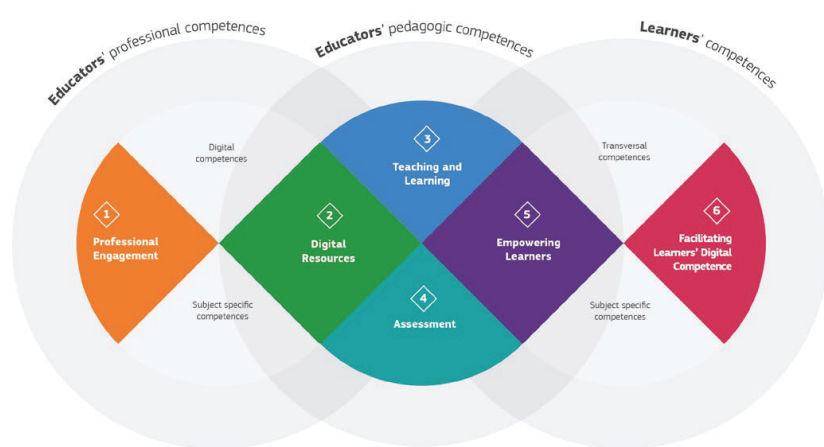 Educators' professional competences
Educators' pedagogic competences
Learners' competences
Digital
competences
Transversal
competences
1
Professional
Engagement
2
Digital
Resources
3
Teaching and
Learning
4
Assessment
5
Empowering
Learners
6
Facilitating
Learners' Digital
Competence
Subject specific
competences
Subject specific
competences